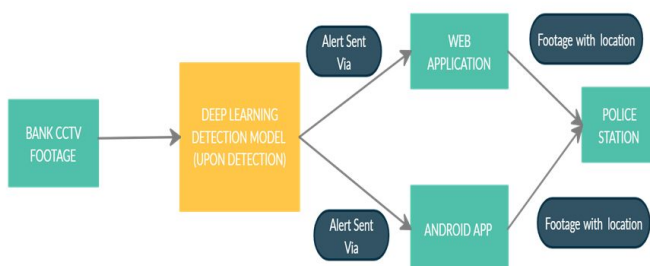 BANK CCTV
FOOTAGE
DEEP LEARNING
DETECTION MODEL
(UPON DETECTION)
Alert Sent
Via
WEB
APPLICATION
Footage with location
Alert Sent
Via
ANDROID APP
Footage with location
POLICE
STATION